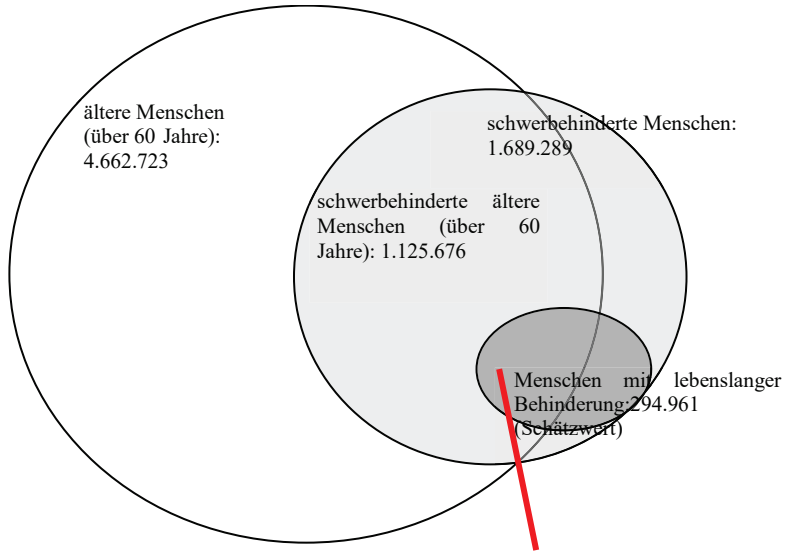 ältere Menschen
(über 60 Jahre):
4.662.723
schwerbehinderte Menschen:
1.689.289
schwerbehinderte ältere
Menschen (über 60
Jahre): 1.125.676
Menschen mit lebenslanger
Behinderung:294.961
(Schätzwert)